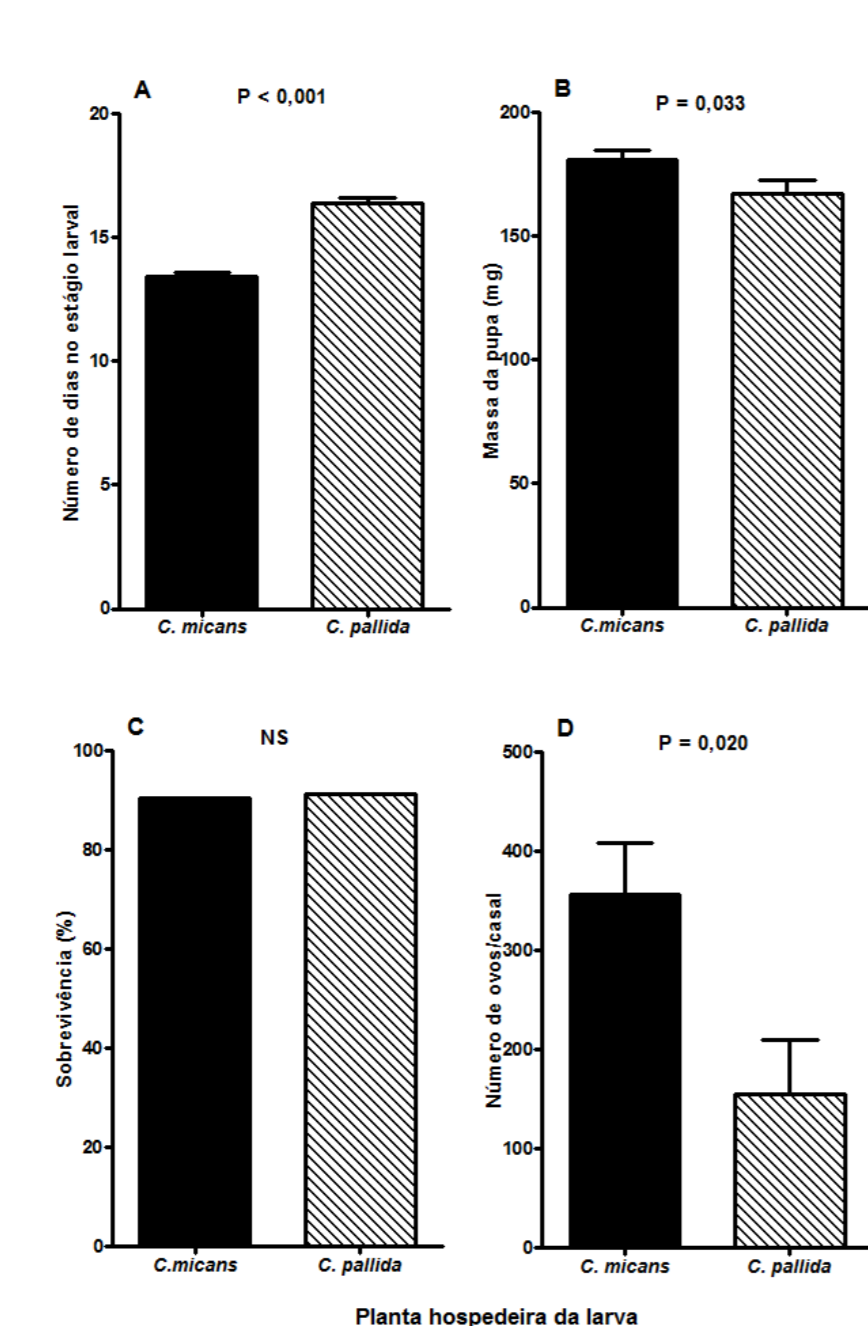 A
P < 0,001
Número de dias no estágio larval
20
15
10
5
0
C. micans
C. pallida
B
P = 0,033
Massa da pupa (mg)
200
150
100
50
0
C.micans
C. pallida
C
NS
Sobrevivência (%)
100
80
60
40
20
0
C.micans
C. pallida
D
P = 0,020
Número de ovos/casal
500
400
300
200
100
0
C. micans
C. pallida
Planta hospedeira da larva